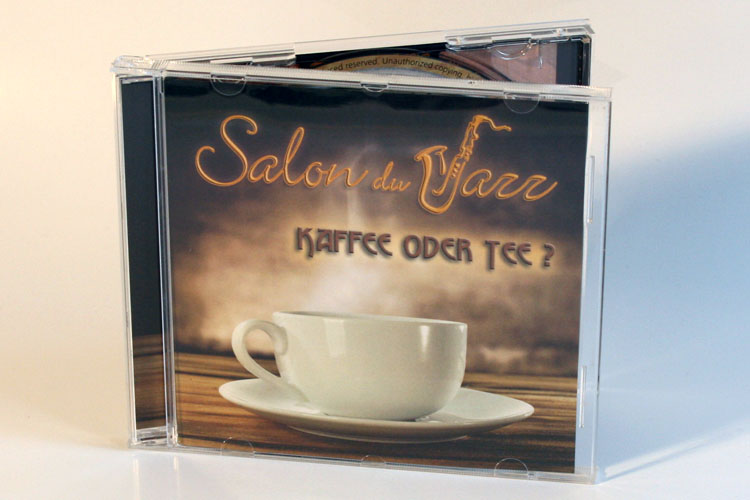 reserved. Unauthorized copying,
Salon du Jazz
KAFFEE ODER TEE ?